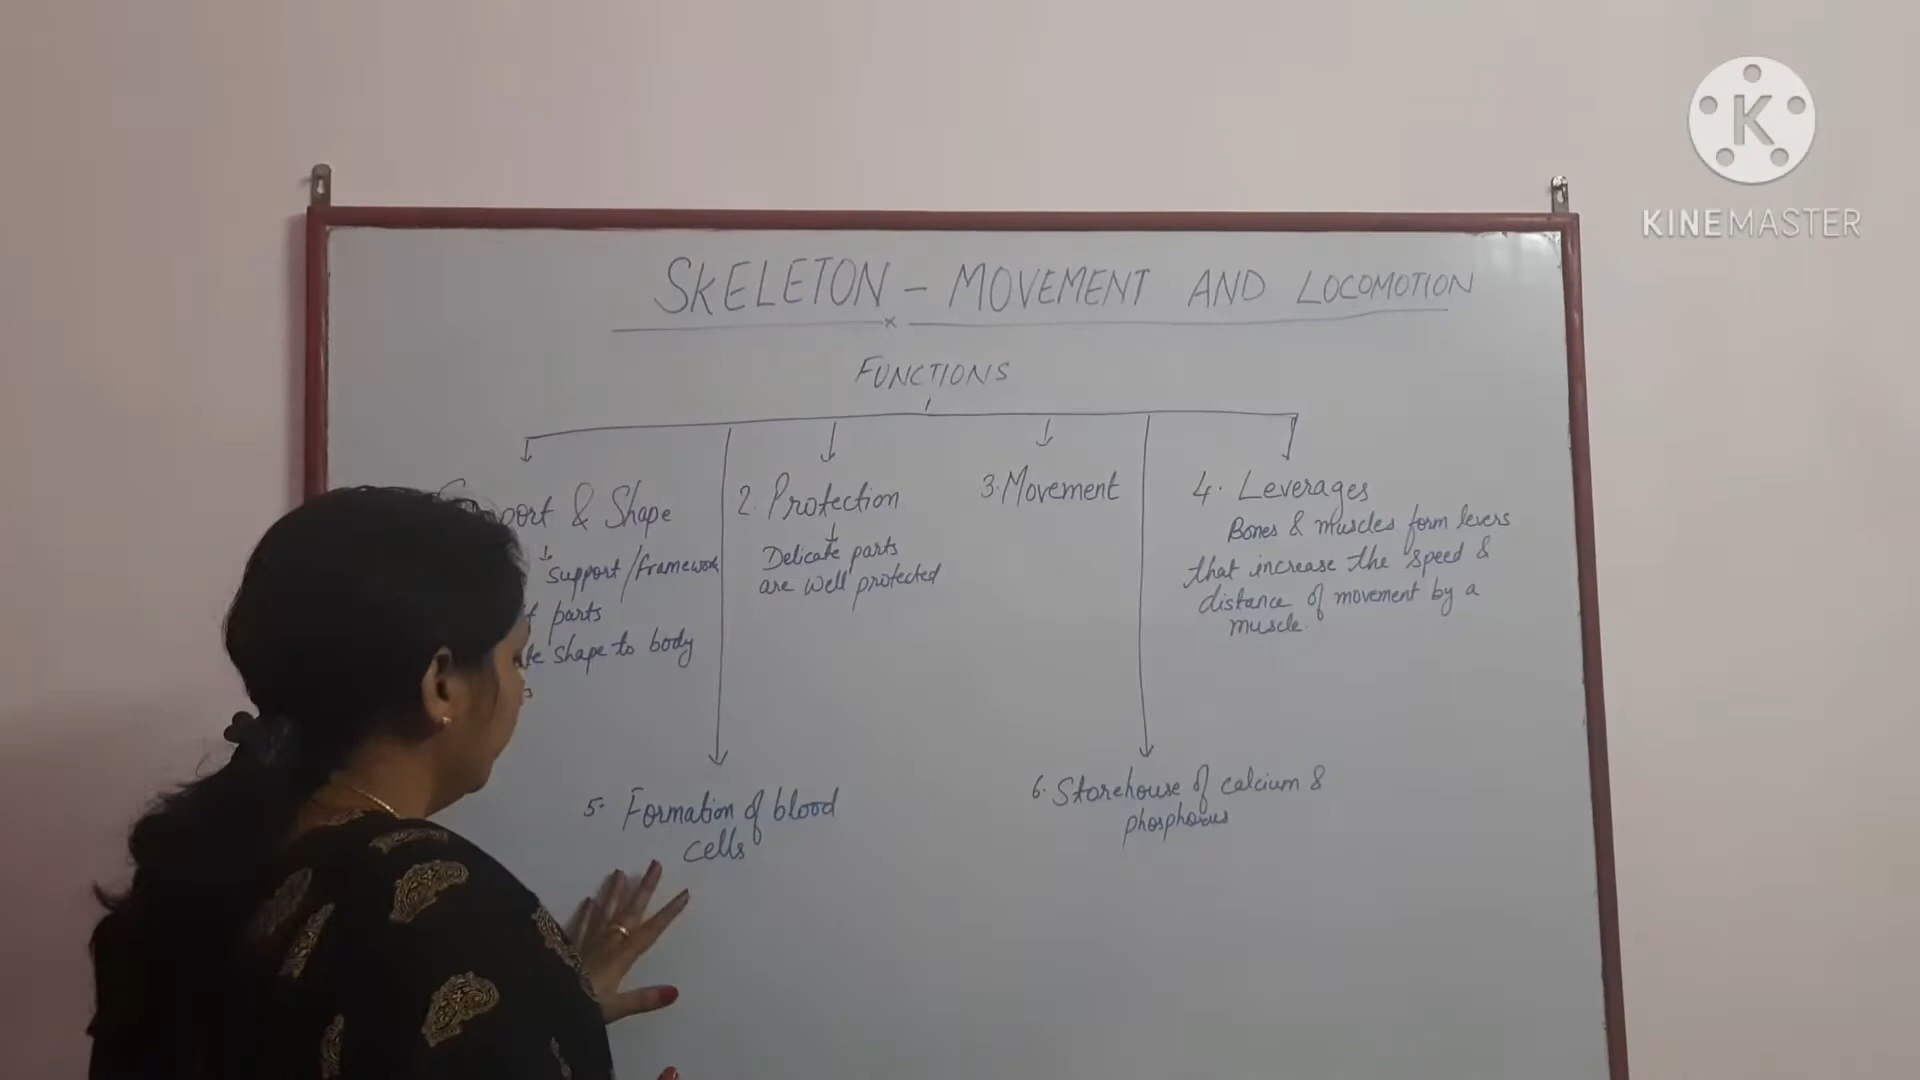 K
KINEMASTER
SKELETON - MOVEMENT AND LOCOMOTION
FUNCTIONS
& Shape
support/framework
parts
shape to body
2. Protection
Delicate parts
are well protected
3. Movement
4. Leverages
Bones & muscles form levers
that increase the speed &
distance of movement by a
muscle.
5. Formation of blood
cells
6. Storehouse of calcium &
phosphorus